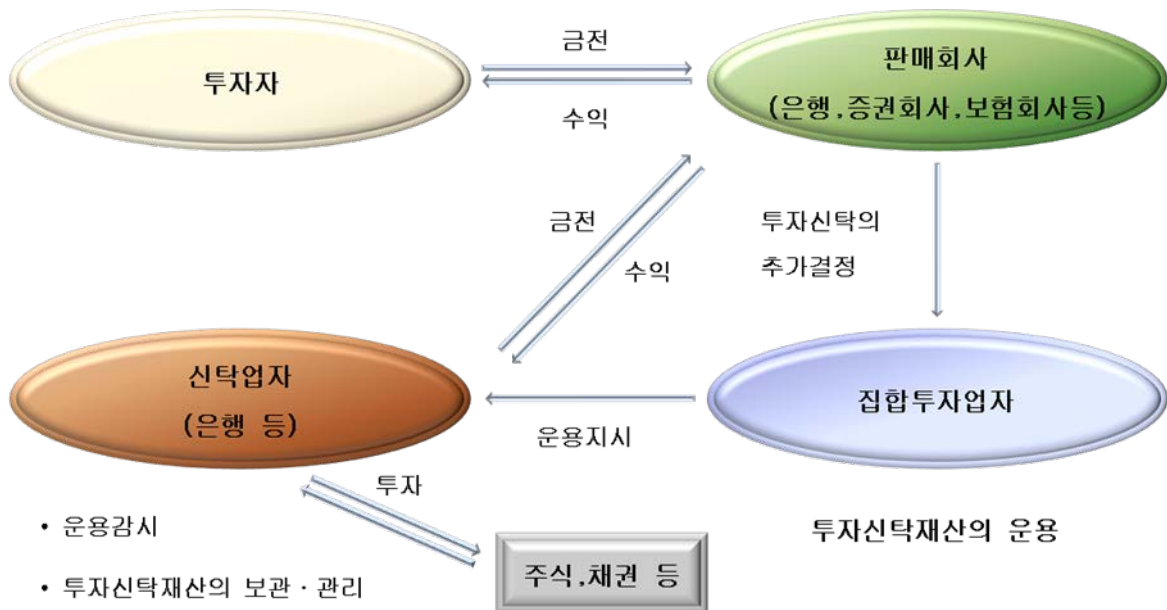 투자자
금전
수익
판매회사
(은행,증권회사,보험회사등)
금전
수익
투자신탁의
추가결정
신탁업자
(은행 등)
운용지시
집합투자업자
투자
• 운용감시
• 투자신탁재산의 보관·관리
주식,채권 등
투자신탁재산의 운용